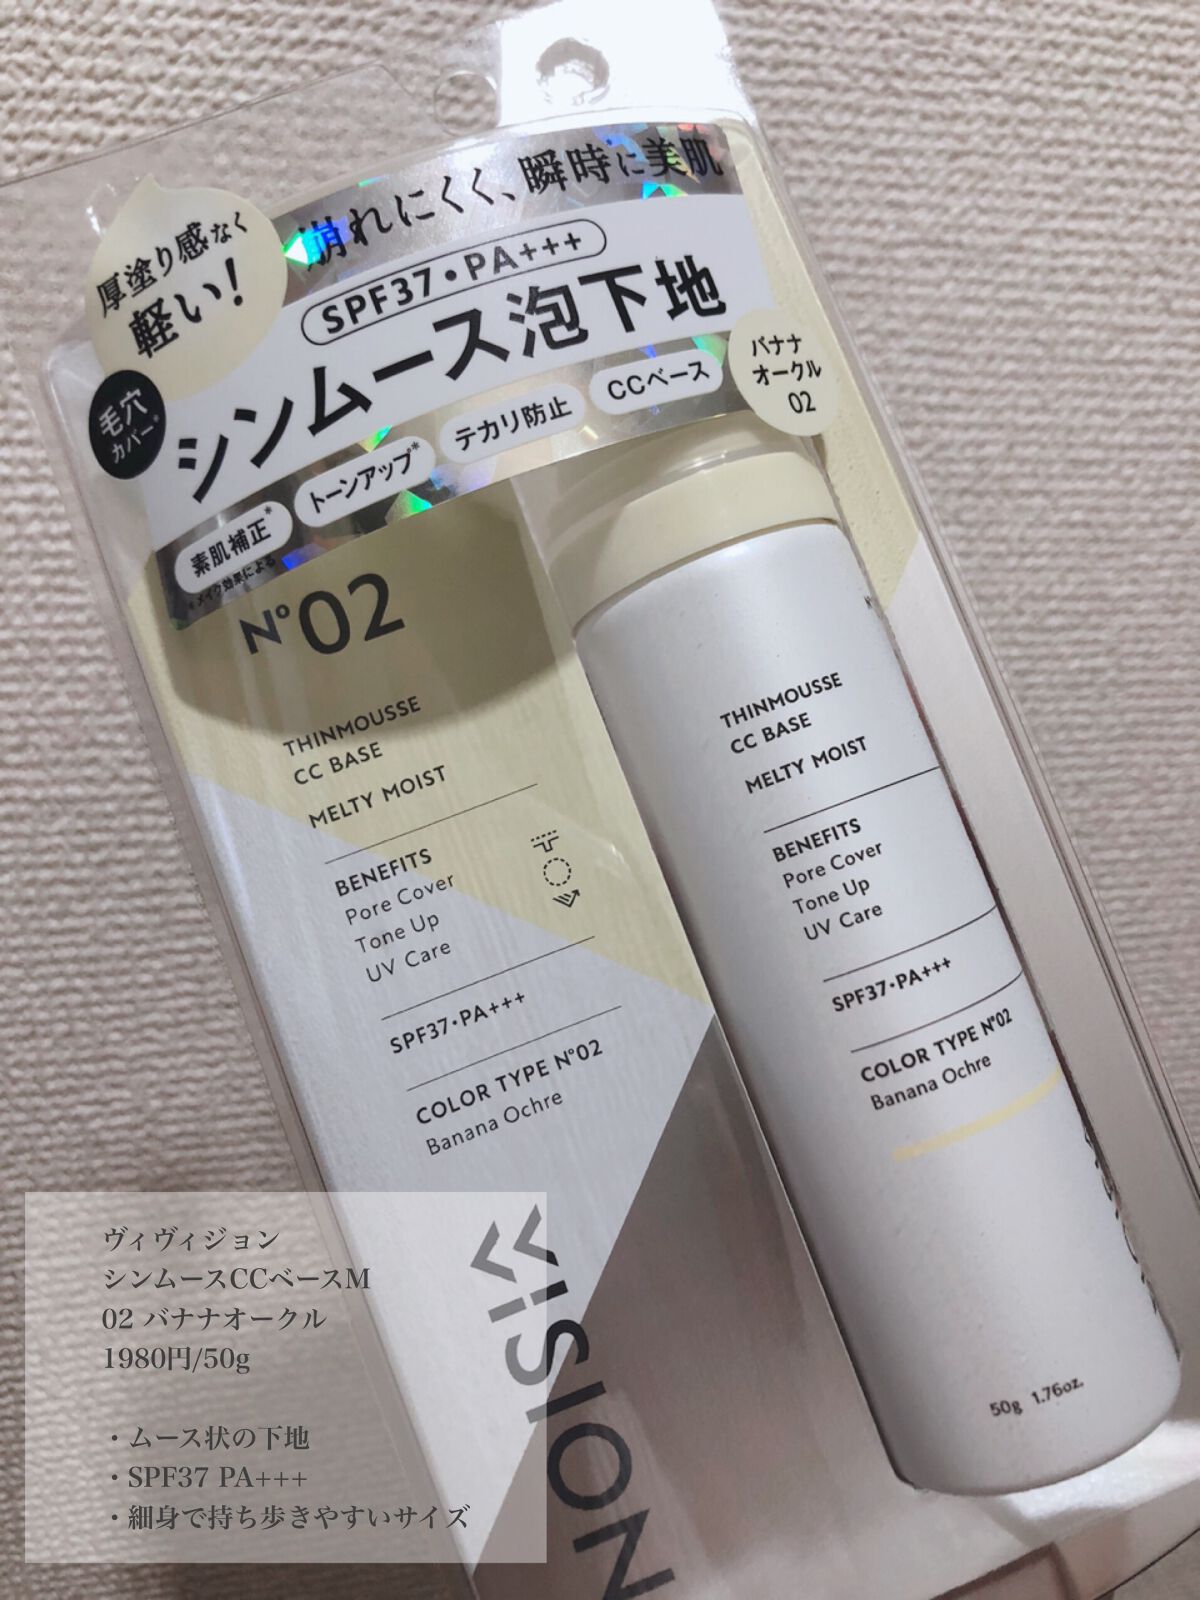 崩れにくく、瞬時に美肌
厚塗り感なく
軽い!
SPF37・PA+++
シンムース泡下地
毛穴
カバー*
バナナ
オークル
02
素肌補正*
トーンアップ*
テカリ防止
CCベース
*メイク効果による
N°02
THINMOUSSE
CC BASE
MELTY MOIST
BENEFITS
Pore Cover
Tone Up
UV Care
SPF37・PA+++
COLOR TYPE N°02
Banana Ochre
ViSION
THINMOUSSE
CC BASE
MELTY MOIST
BENEFITS
Pore Cover
Tone Up
UV Care
SPF37・PA+++
COLOR TYPE N°02
Banana Ochre
50g 1.76oz.
ヴィヴィジョン
シンムースCCベースM
02 バナナオークル
1980円/50g
・ムース状の下地
・SPF37 PA+++
・細身で持ち歩きやすいサイズ